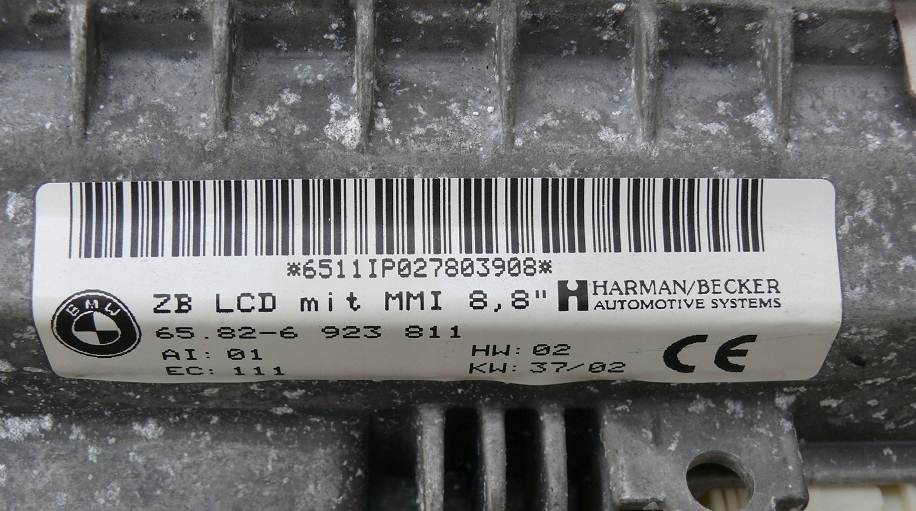 *6511IP027803908*
ZB LCD mit MMI 8,8"
HARMAN/BECKER
AUTOMOTIVE SYSTEMS
BMW
65.82-6 923 811
AI: 01
HW: 02
EC: 111
KW: 37/02
CE